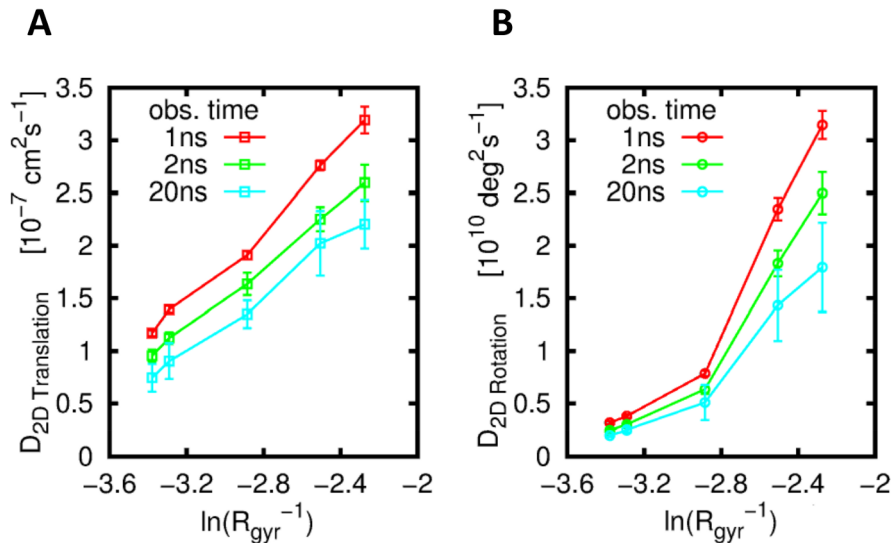 A
B
D2D Translation [10−7 cm2s−1]
3.5
3
2.5
2
1.5
1
0.5
0
obs. time
1ns
2ns
20ns
−3.6
−3.2
−2.8
−2.4
−2
ln(Rgyr−1)
D2D Rotation [1010 deg2s−1]
3.5
3
2.5
2
1.5
1
0.5
0
obs. time
1ns
2ns
20ns
−3.6
−3.2
−2.8
−2.4
−2
ln(Rgyr−1)